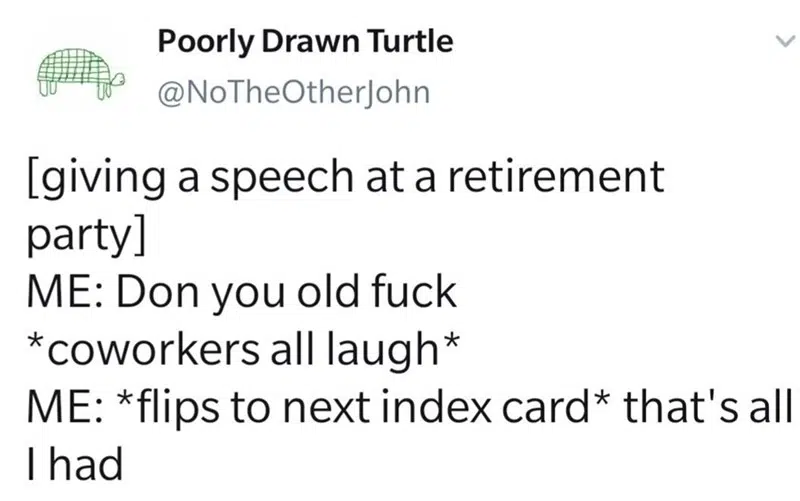 Poorly Drawn Turtle
@NoTheOtherJohn
[giving a speech at a retirement
party]
ME: Don you old fuck
*coworkers all laugh*
ME: *flips to next index card* that's all
I had